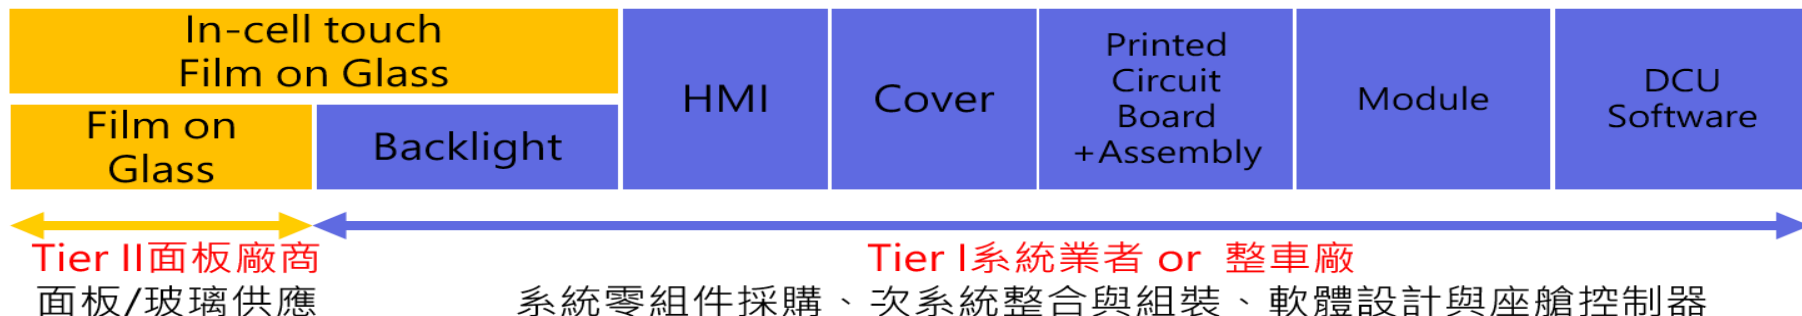 In-cell touch
Film on Glass
Film on
Glass
Backlight
HMI
Cover
Printed
Circuit
Board
+Assembly
Module
DCU
Software
Tier II面板廠商
面板/玻璃供應
Tier I系統業者 or 整車廠
系統零組件採購、次系統整合與組裝、軟體設計與座艙控制器